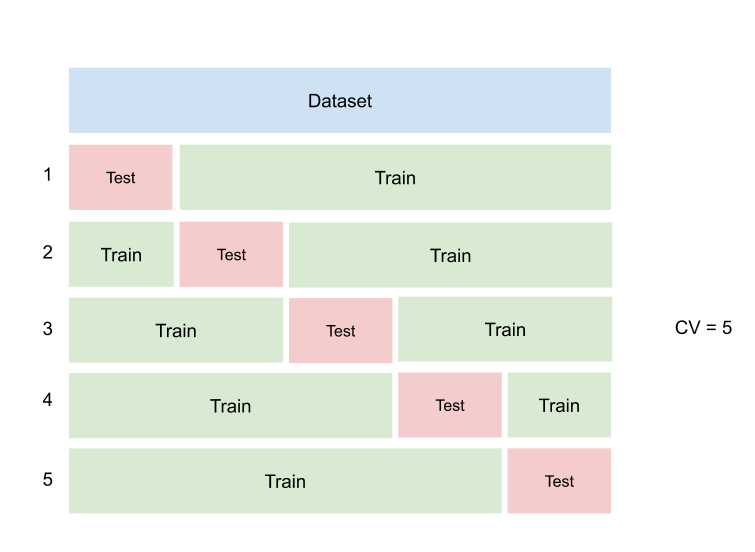 Dataset
1 Test Train
2 Train Test Train
3 Train Test Train
CV = 5
4 Train Test Train
5 Train Test